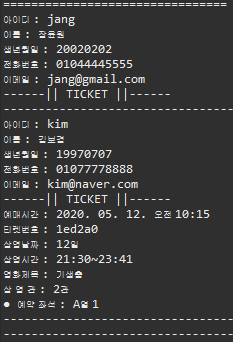 ==============================
아이디 : jang
이름 : 장윤원
생년월일 : 20020202
전화번호 : 01044445555
이메일 : jang@gmail.com
------|| TICKET ||------
------------------------------
아이디 : kim
이름 : 김보경
생년월일 : 19970707
전화번호 : 01077778888
이메일 : kim@naver.com
------|| TICKET ||------
예매시간 : 2020. 05. 12. 오전 10:15
티켓번호 : 1ed2a0
상영날짜 : 12일
상영시간 : 21:30~23:41
영화제목 : 기생충
상 영 관 : 2관
● 예약 좌석 : A열 1
------------------------------
------------------------------